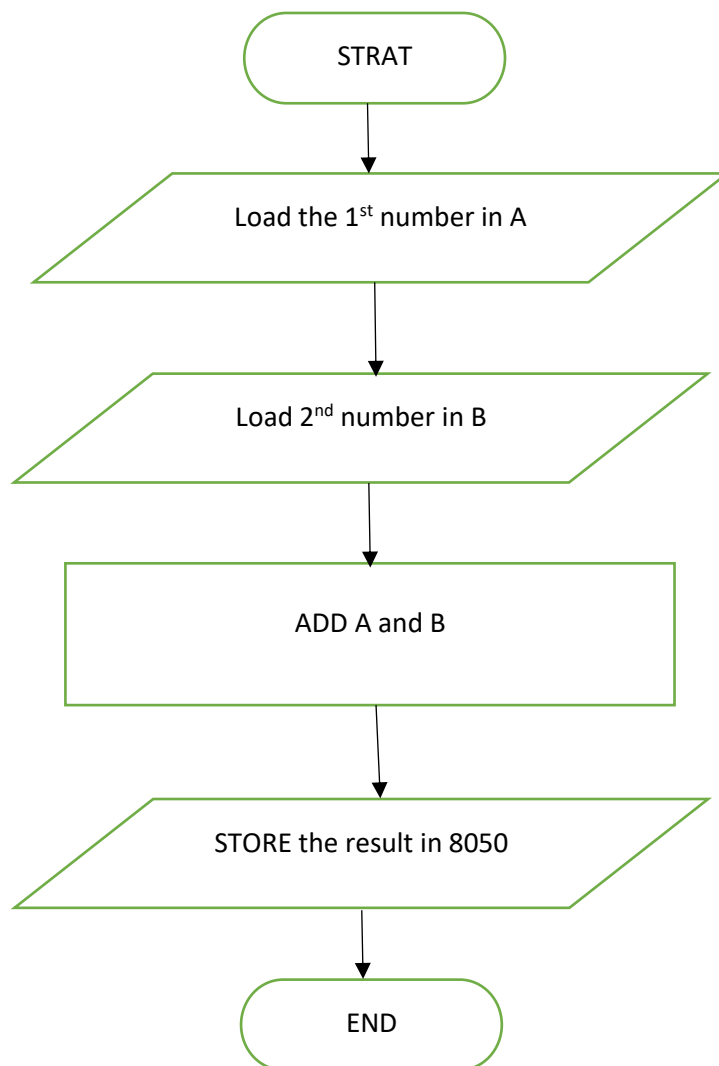 STRAT
Load the 1st number in A
Load 2nd number in B
ADD A and B
STORE the result in 8050
END